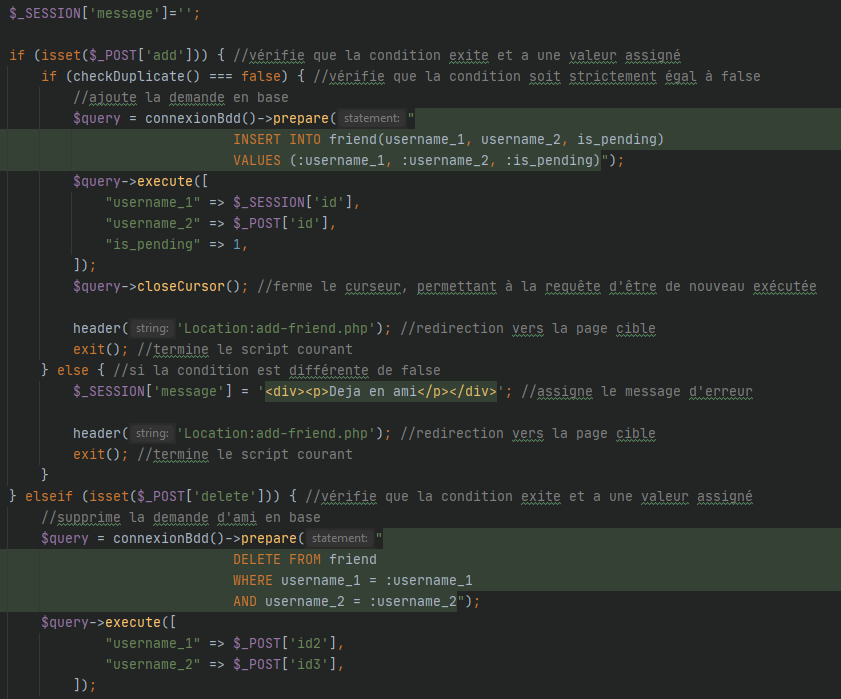 $_SESSION['message']='';
if (isset($_POST['add'])) { //vérifie que la condition exite et a une valeur assigné
if (checkDuplicate() === false) { //vérifie que la condition soit strictement égal à false
//ajoute la demande en base
$query = connexionBdd()->prepare( statement: "
INSERT INTO friend(username_1, username_2, is_pending)
VALUES (:username_1, :username_2, :is_pending)");
$query->execute([
"username_1" => $_SESSION['id'],
"username_2" => $_POST['id'],
"is_pending" => 1,
]);
$query->closeCursor(); //ferme le curseur, permettant à la requête d'être de nouveau exécutée
header( string: 'Location:add-friend.php'); //redirection vers la page cible
exit(); //termine le script courant
} else { //si la condition est différente de false
$_SESSION['message'] = '<div><p>Deja en ami</p></div>'; //assigne le message d'erreur
header( string: 'Location:add-friend.php'); //redirection vers la page cible
exit(); //termine le script courant
}
} elseif (isset($_POST['delete'])) { //vérifie que la condition exite et a une valeur assigné
//supprime la demande d'ami en base
$query = connexionBdd()->prepare( statement: "
DELETE FROM friend
WHERE username_1 = :username_1
AND username_2 = :username_2");
$query->execute([
"username_1" => $_POST['id2'],
"username_2" => $_POST['id3'],
]);